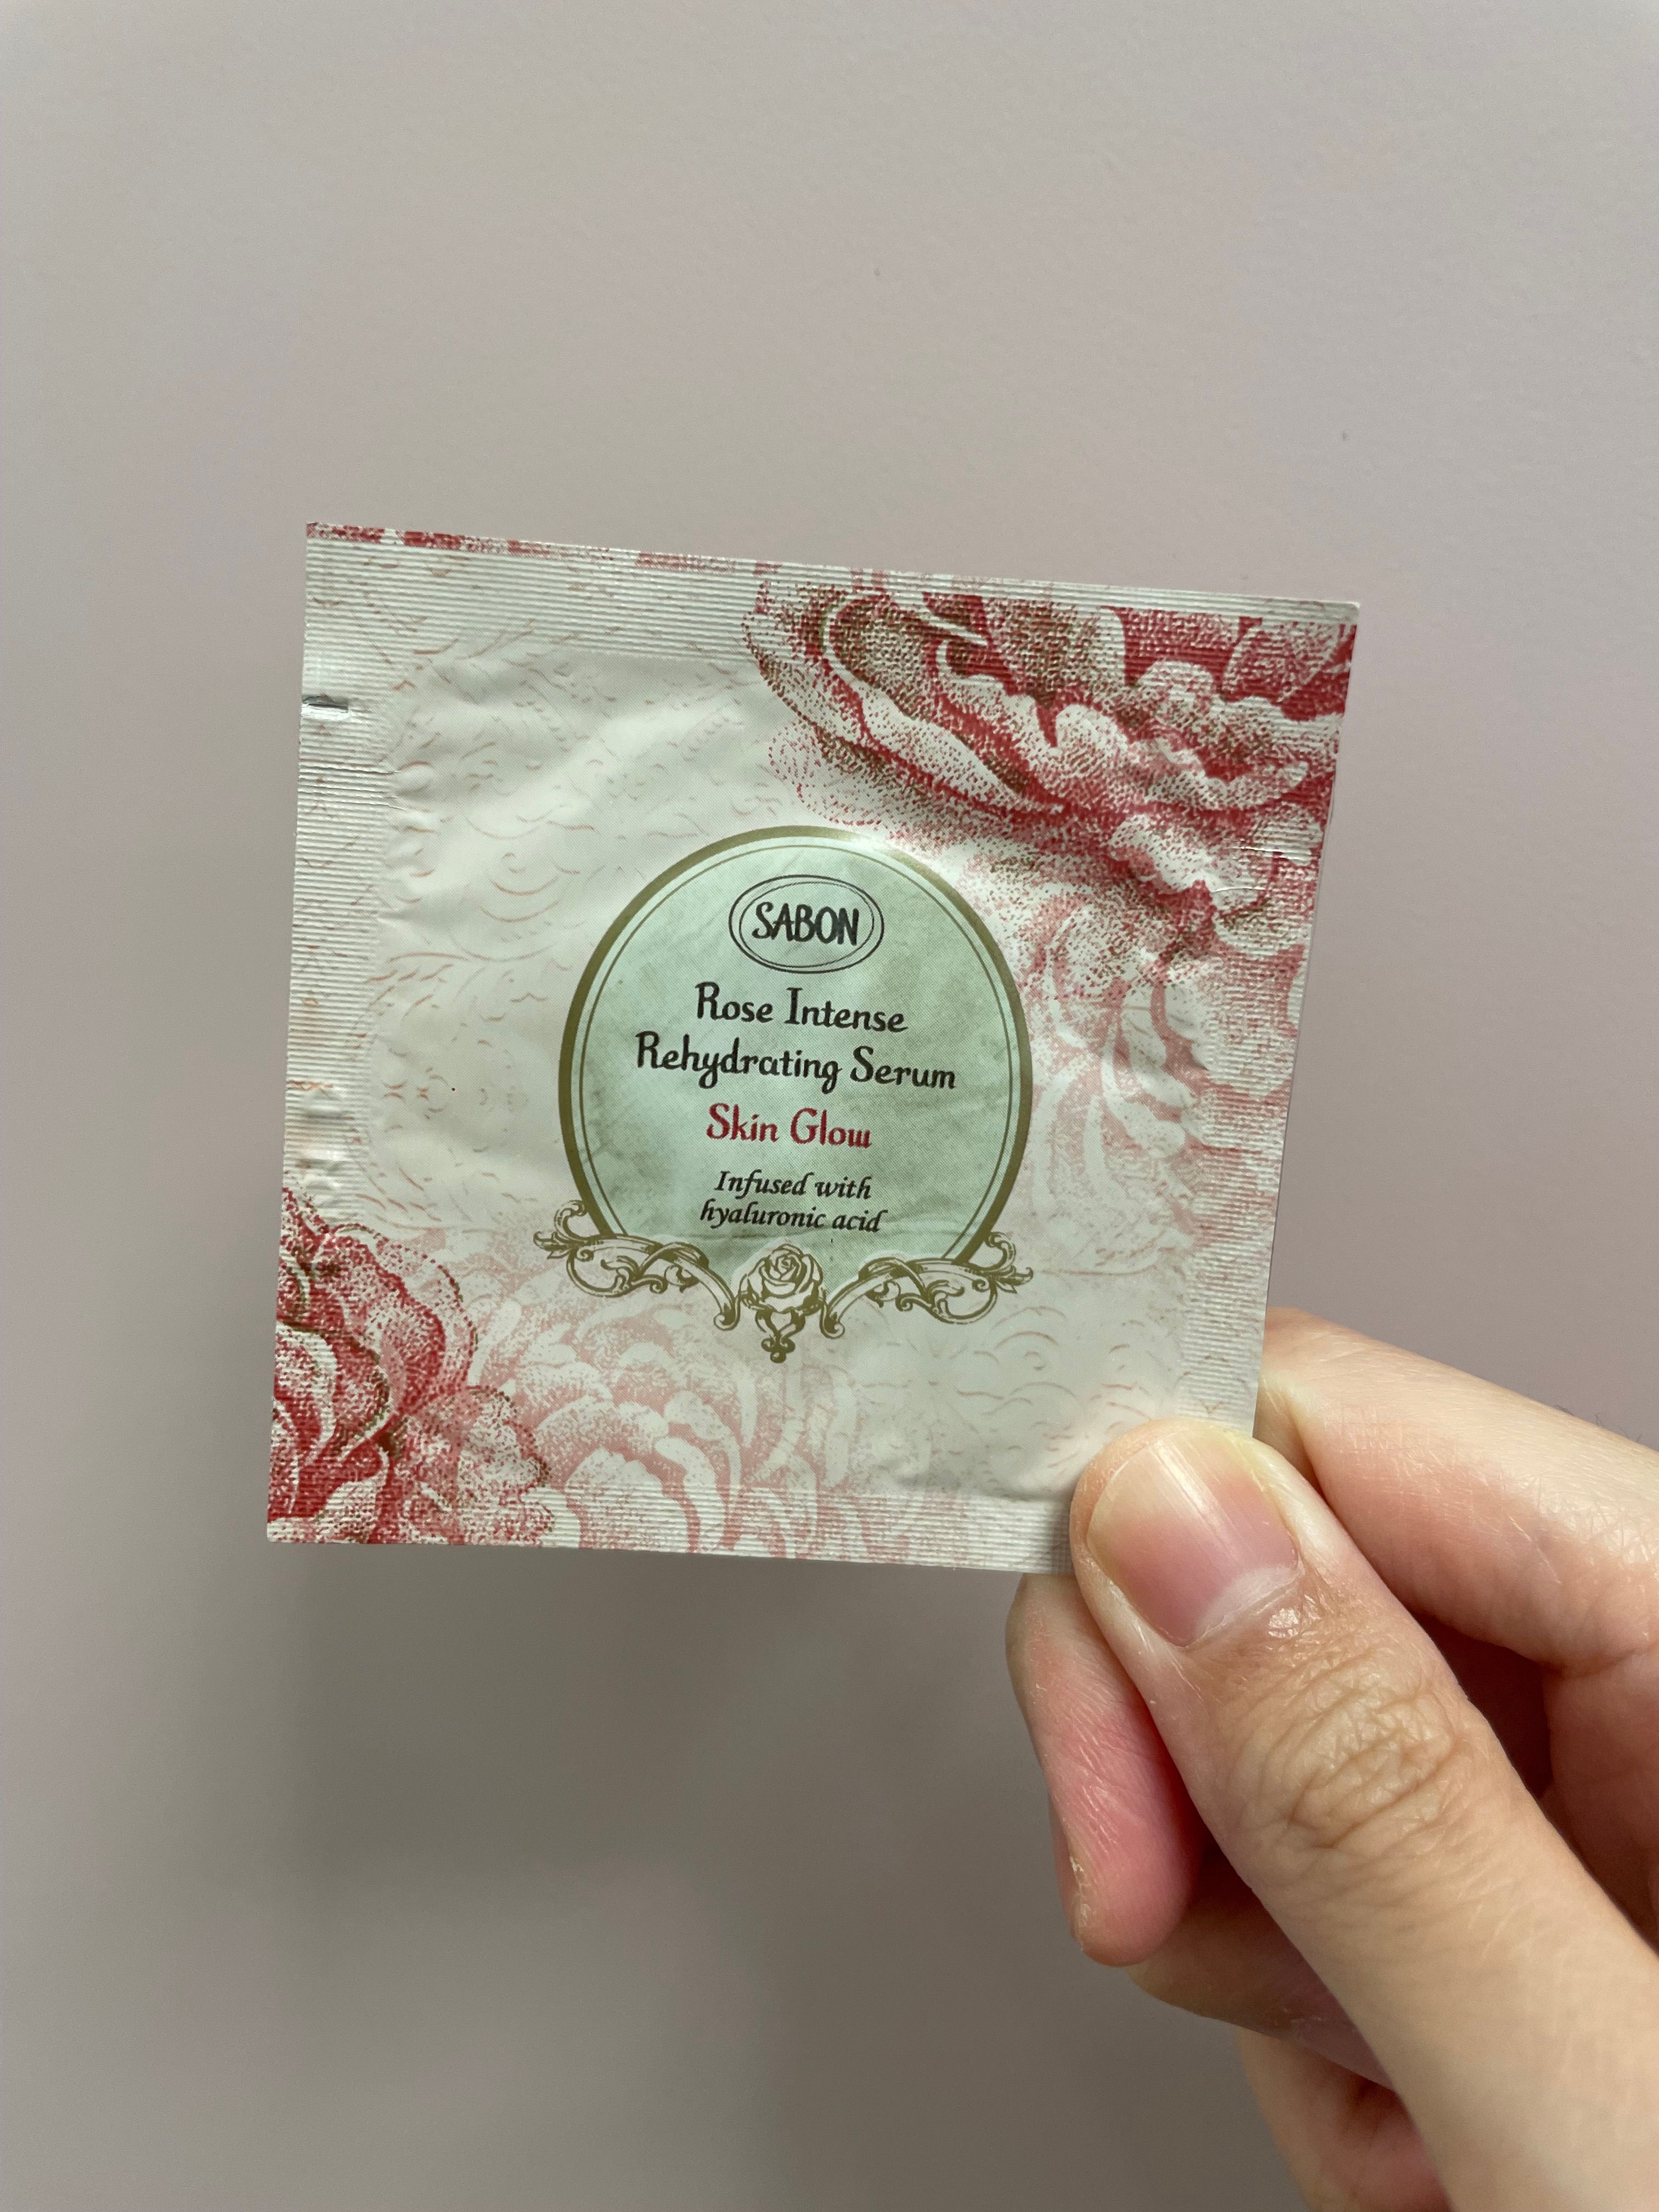 SABON
Rose Intense
Rehydrating Serum
Skin Glow
Infused with
hyaluronic acid